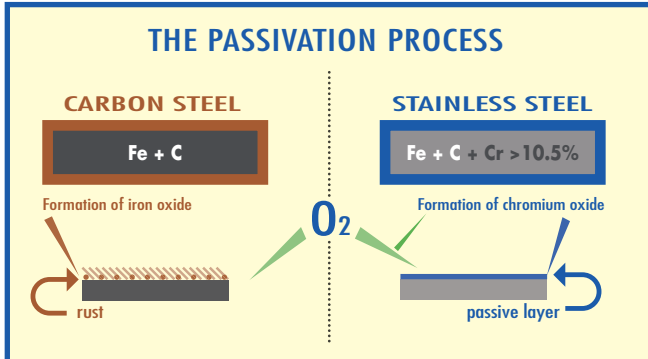 THE PASSIVATION PROCESS
CARBON STEEL
Fe + C
Formation of iron oxide
rust
O₂
STAINLESS STEEL
Fe + C + Cr >10.5%
Formation of chromium oxide
passive layer